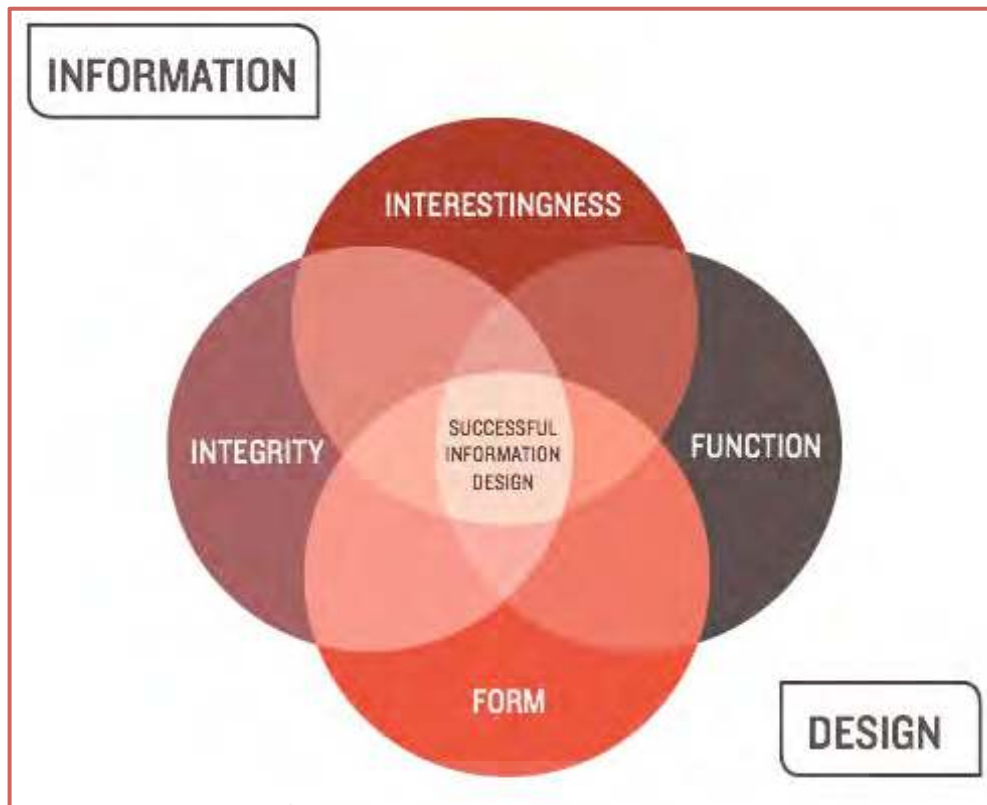 INFORMATION
INTERESTINGNESS
INTEGRITY
SUCCESSFUL
INFORMATION
DESIGN
FUNCTION
FORM
DESIGN